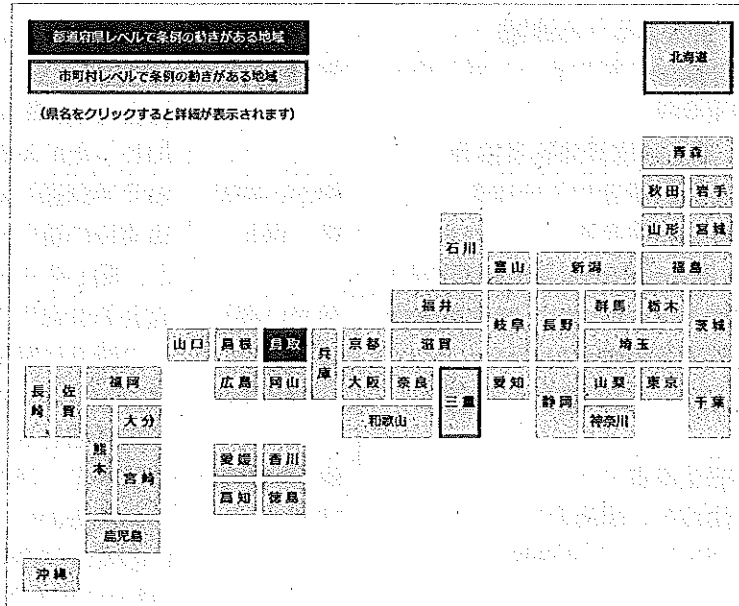 都道府県レベルで条例の動きがある地域
市町村レベルで条例の動きがある地域
(県名をクリックすると詳細が表示されます)
北海道
青森
秋田 岩手
山形 宮城
石川
富山 新潟 福島
福井 岐阜 長野 群馬 栃木 茨城
山口 島根 鳥取 兵庫 京都 滋賀 埼玉
長崎 佐賀 福岡 広島 岡山 大阪 奈良 三重 愛知 静岡 山梨 東京 千葉
熊本 大分 和歌山 神奈川
宮崎 愛媛 香川
高知 徳島
鹿児島
沖縄